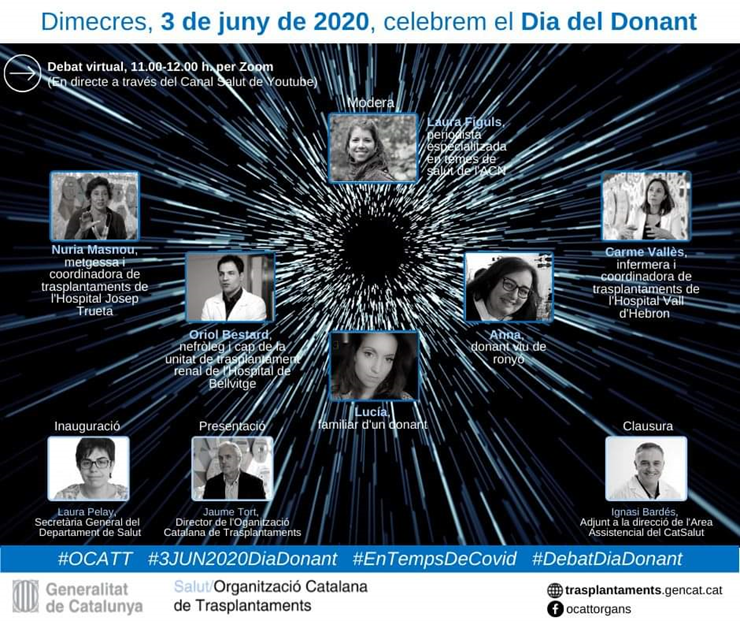 Dimecres, 3 de juny de 2020, celebrem el Dia del Donant
Debat virtual, 11.00-12.00 h. per Zoom
(En directe a través del Canal Salut de Youtube)
Modera
Laura Figuls,
periodista
especialitzada
en temes de
salut de l'ACN
Nuria Masnou,
metgessa i
coordinadora de
trasplantaments de
l'Hospital Josep
Trueta
Carme Vallès,
infermera i
coordinadora de
trasplantaments de
l'Hospital Vall
d'Hebron
Oriol Bestard,
nefròleg i cap de la
unitat de trasplantament
renal de l'Hospital de
Bellvitge
Anna,
donant viu de
ronyó
Lucía,
familiar d'un donant
Inauguració
Laura Pelay,
Secretària General del
Departament de Salut
Presentació
Jaume Tort,
Director de l'Oganització
Catalana de Trasplantaments
Clausura
Ignasi Bardés,
Adjunt a la direcció de l'Area
Assistencial del CatSalut
#OCATT #3JUN2020DiaDonant #EnTempsDeCovid #DebatDiaDonant
Generalitat
de Catalunya
Salut/Organització Catalana
de Trasplantaments
trasplantaments.gencat.cat
ocattorgans